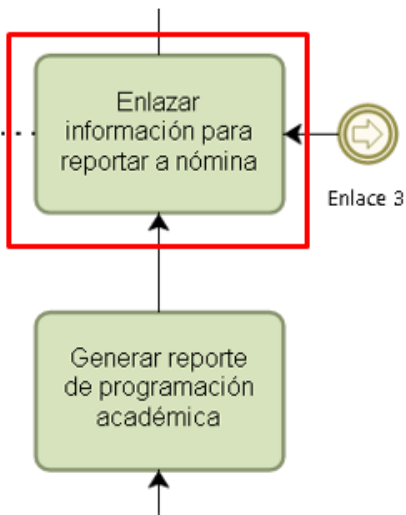 Enlazar
información para
reportar a nómina
Enlace 3
Generar reporte
de programación
académica